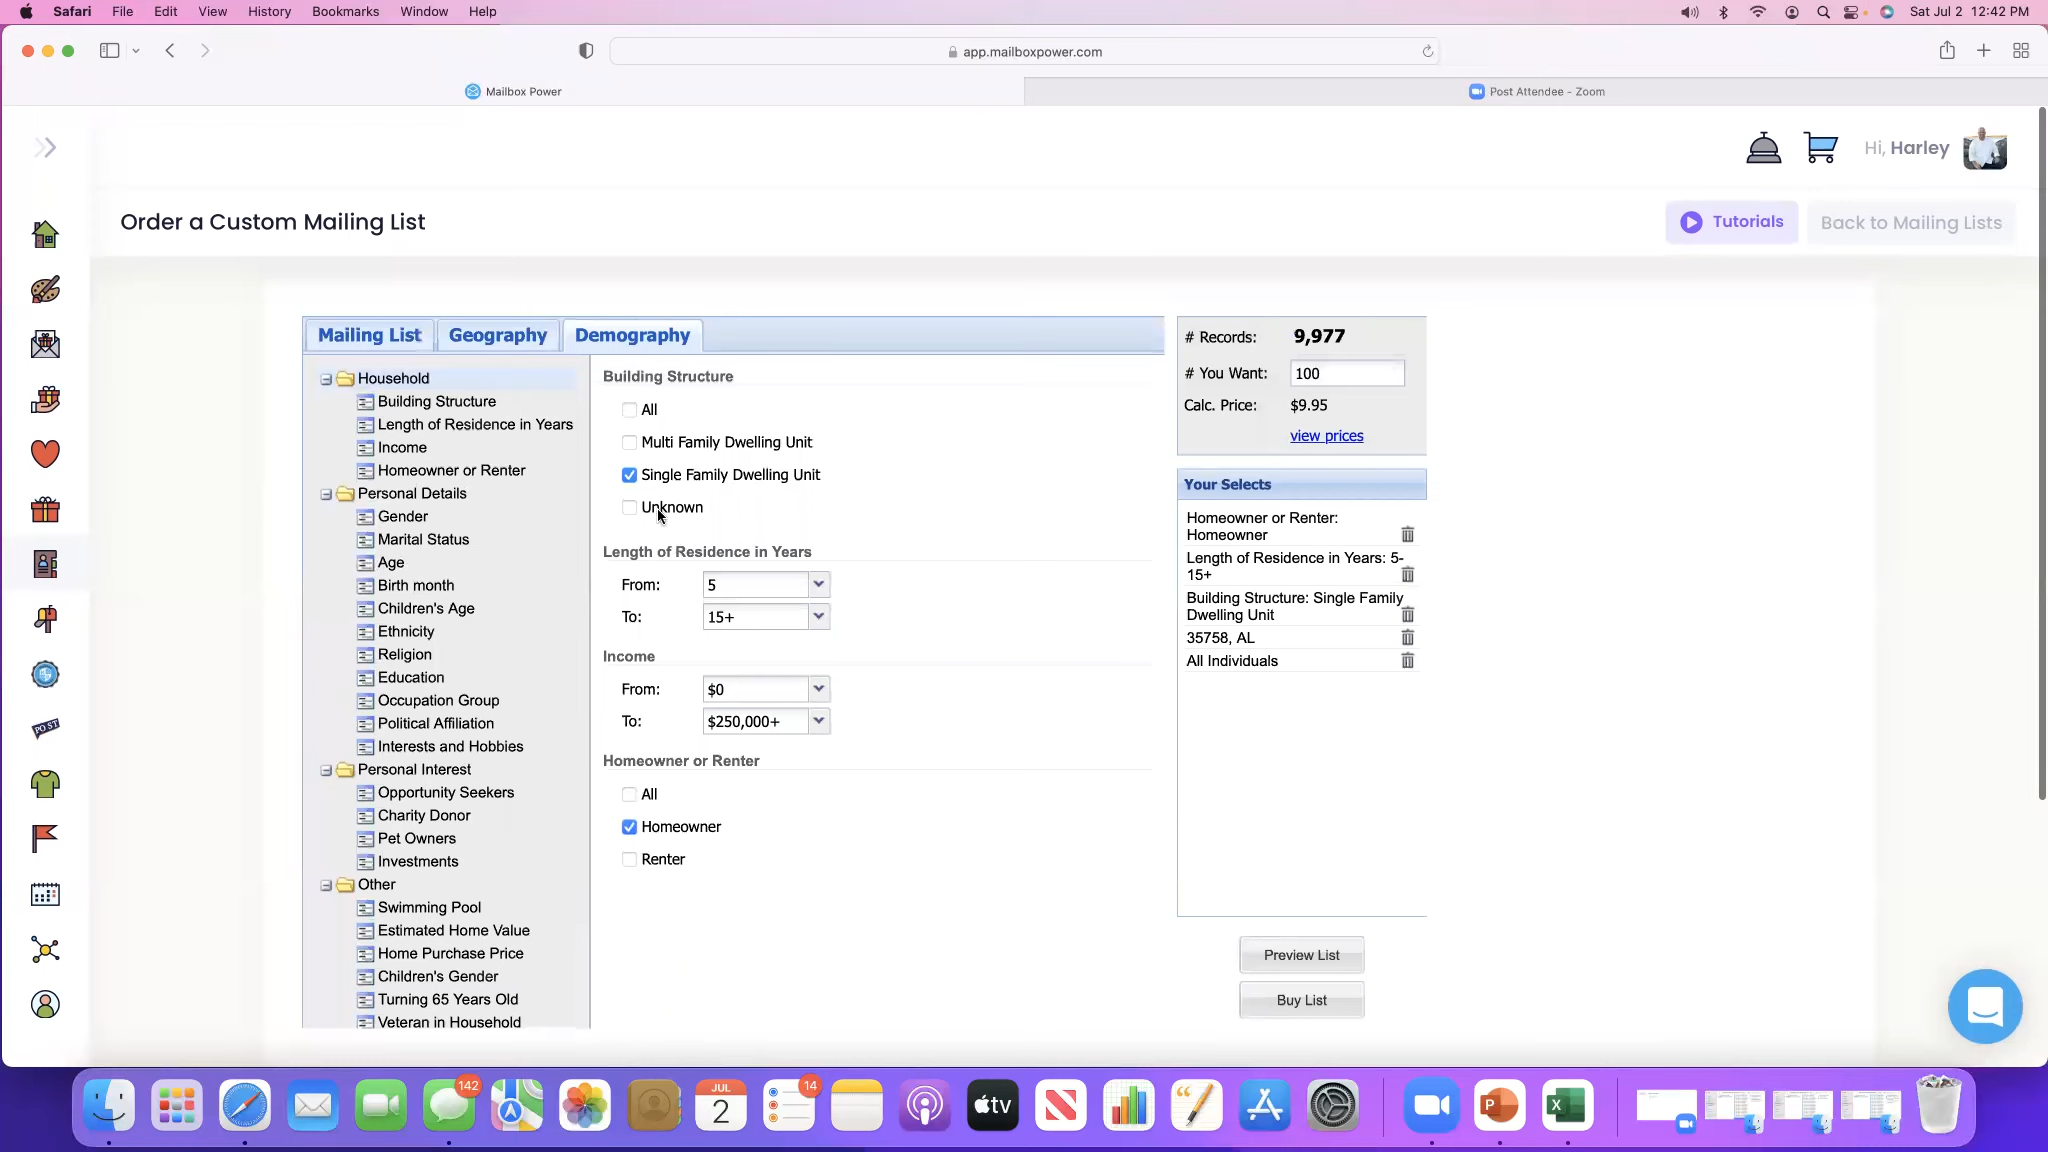 Safari File Edit View History Bookmarks Window Help Sat Jul 2 12:42 PM
app.mailboxpower.com
Mailbox Power
Post Attendee - Zoom
Hi, Harley
Order a Custom Mailing List
Tutorials
Back to Mailing Lists
Mailing List Geography Demography
Household
Building Structure
Length of Residence in Years
Income
Homeowner or Renter
Personal Details
Gender
Marital Status
Age
Birth month
Children's Age
Ethnicity
Religion
Education
Occupation Group
Political Affiliation
Interests and Hobbies
Personal Interest
Opportunity Seekers
Charity Donor
Pet Owners
Investments
Other
Swimming Pool
Estimated Home Value
Home Purchase Price
Children's Gender
Turning 65 Years Old
Veteran in Household
Building Structure
All
Multi Family Dwelling Unit
Single Family Dwelling Unit
Unknown
Length of Residence in Years
From: 5
To: 15+
Income
From: $0
To: $250,000+
Homeowner or Renter
All
Homeowner
Renter
# Records: 9,977
# You Want: 100
Calc. Price: $9.95
view prices
Your Selects
Homeowner or Renter:
Homeowner
Length of Residence in Years: 5-
15+
Building Structure: Single Family
Dwelling Unit
35758, AL
All Individuals
Preview List
Buy List
POST
142
JUL
2
14
tv
P
X